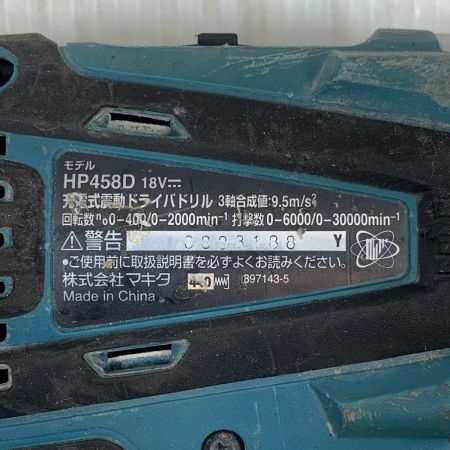 モデル
HP458D 18V⎓
充電式震動ドライバドリル 3軸合成値:9.5m/s²
回転数 n₀0-400/0-2000min⁻¹ 打撃数 0-6000/0-30000min⁻¹
⚠警告 Y
●ご使用前に取扱説明書を必ずよくお読みください。
株式会社 マキタ 897143-5
Made in China